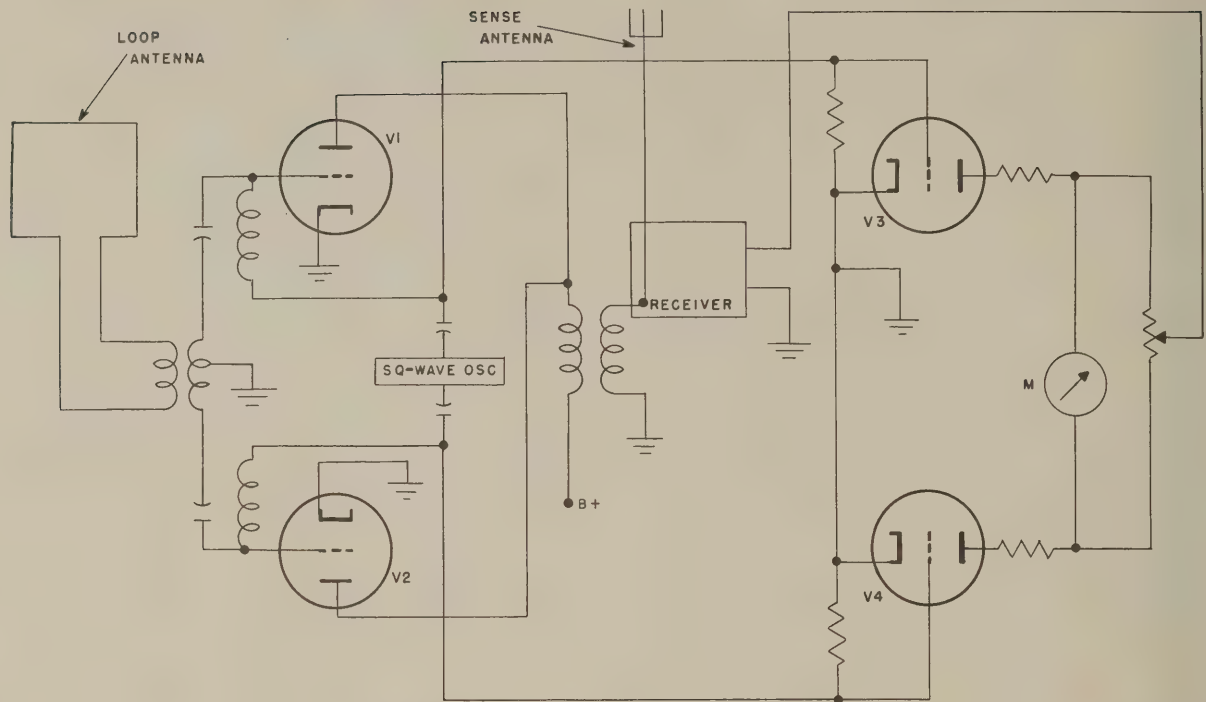 LOOP
ANTENNA
SENSE
ANTENNA
V1
V3
RECEIVER
SQ-WAVE OSC
M
B+
V2
V4